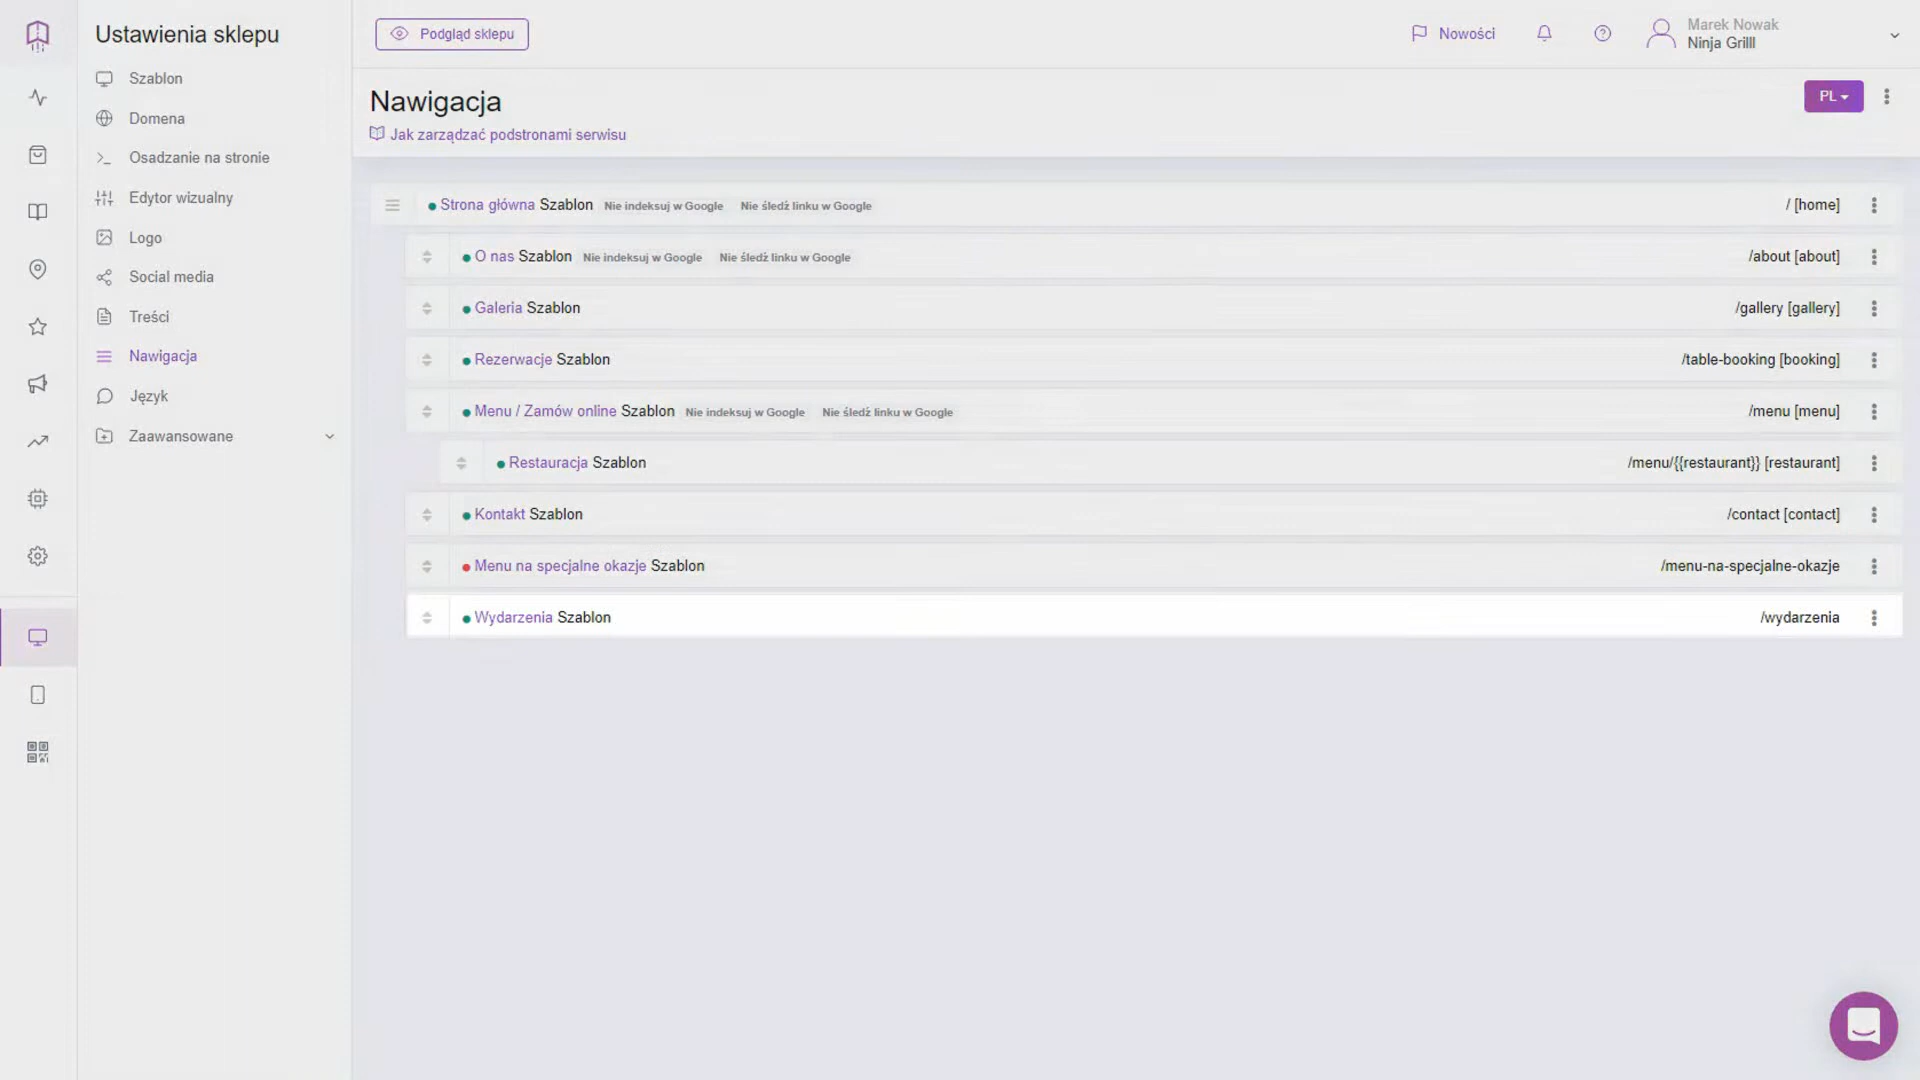 Ustawienia sklepu
Szablon
Domena
Osadzanie na stronie
Edytor wizualny
Logo
Social media
Treści
Nawigacja
Język
Zaawansowane
Podgląd sklepu
Nowości
Marek Nowak
Ninja Grilll
Nawigacja
PL
Jak zarządzać podstronami serwisu
Strona główna Szablon Nie indeksuj w Google Nie śledź linku w Google / [home]
O nas Szablon Nie indeksuj w Google Nie śledź linku w Google /about [about]
Galeria Szablon /gallery [gallery]
Rezerwacje Szablon /table-booking [booking]
Menu / Zamów online Szablon Nie indeksuj w Google Nie śledź linku w Google /menu [menu]
Restauracja Szablon /menu/{{restaurant}} [restaurant]
Kontakt Szablon /contact [contact]
Menu na specjalne okazje Szablon /menu-na-specjalne-okazje
Wydarzenia Szablon /wydarzenia